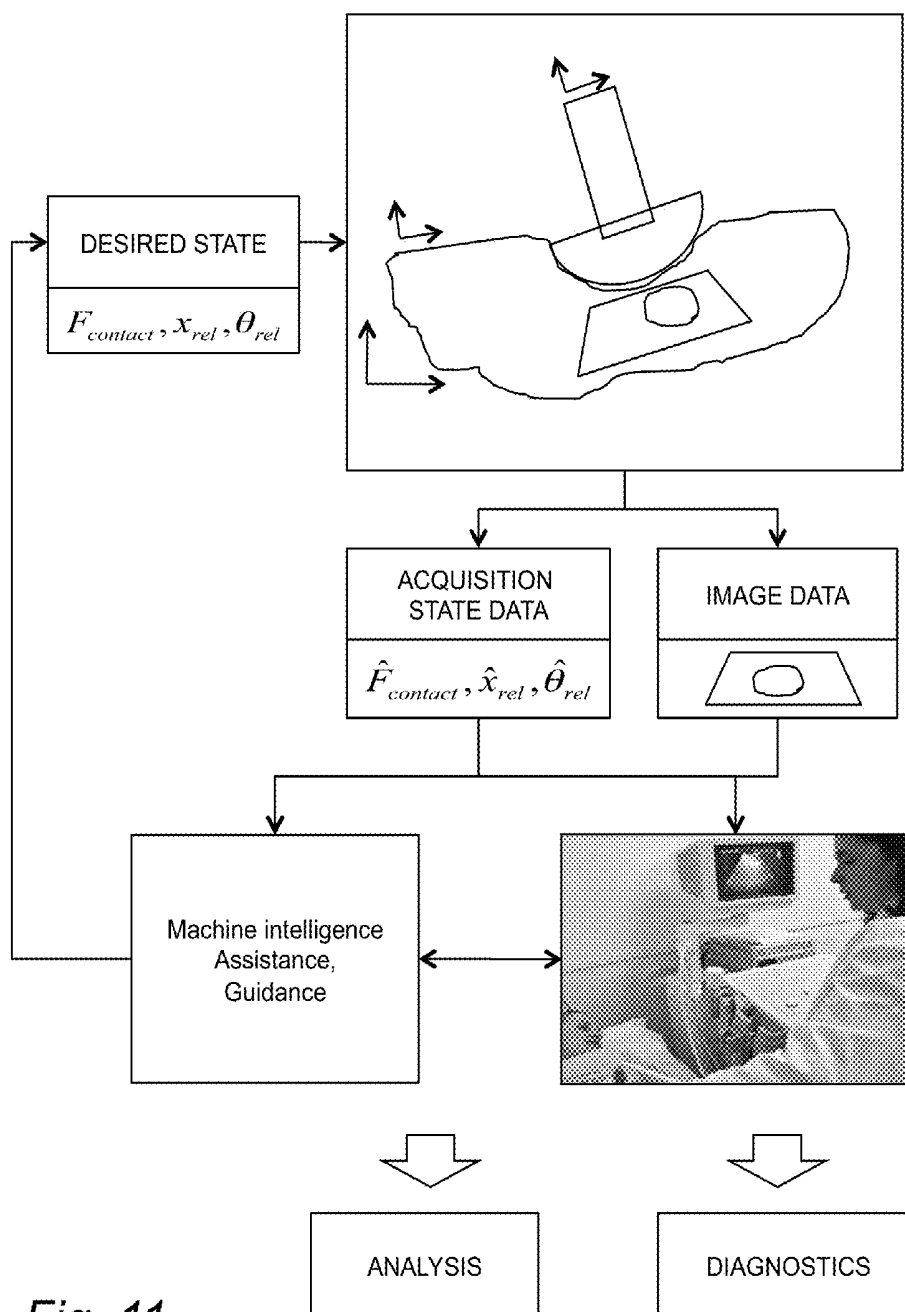 DESIRED STATE
F_contact, x_rel, θ_rel
ACQUISITION
STATE DATA
F̂_contact, x̂_rel, θ̂_rel
IMAGE DATA
Machine intelligence
Assistance,
Guidance
ANALYSIS
DIAGNOSTICS
Fig. 11